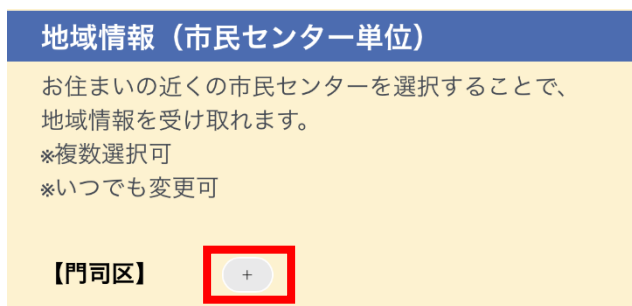 地域情報（市民センター単位）
お住まいの近くの市民センターを選択することで、
地域情報を受け取れます。
※複数選択可
※いつでも変更可
【門司区】 +